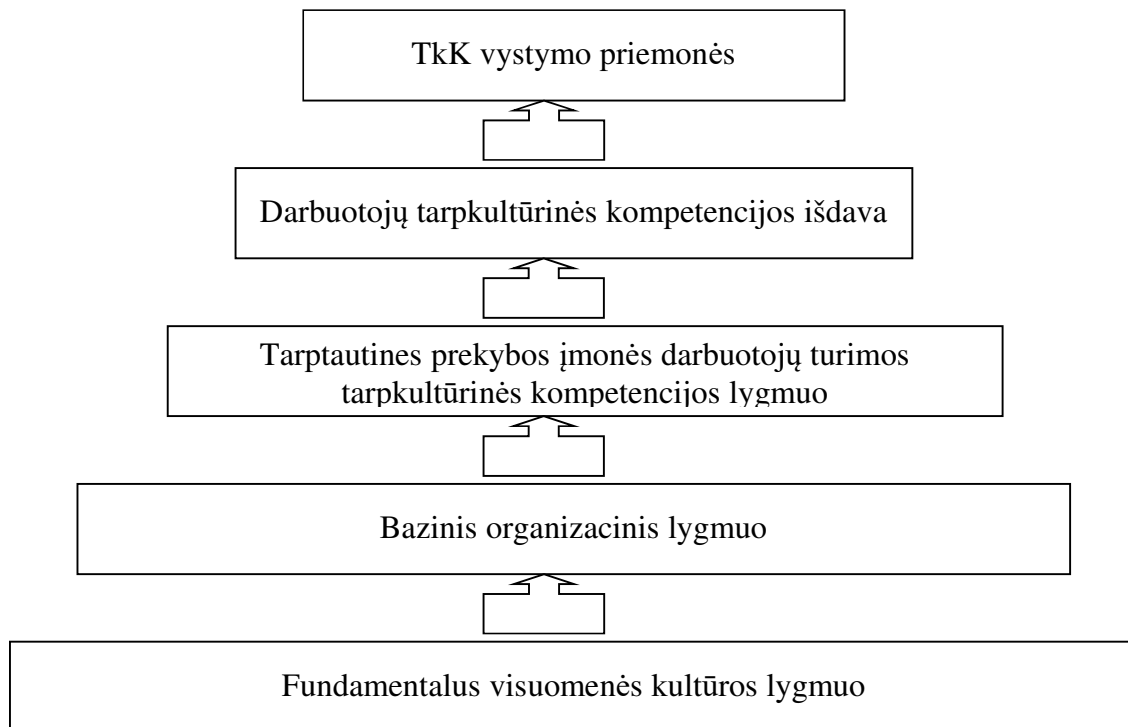 TkK vystymo priemonės
Darbuotojų tarpkultūrinės kompetencijos išdava
Tarptautines prekybos įmonės darbuotojų turimos
tarpkultūrinės kompetencijos lygmuo
Bazinis organizacinis lygmuo
Fundamentalus visuomenės kultūros lygmuo